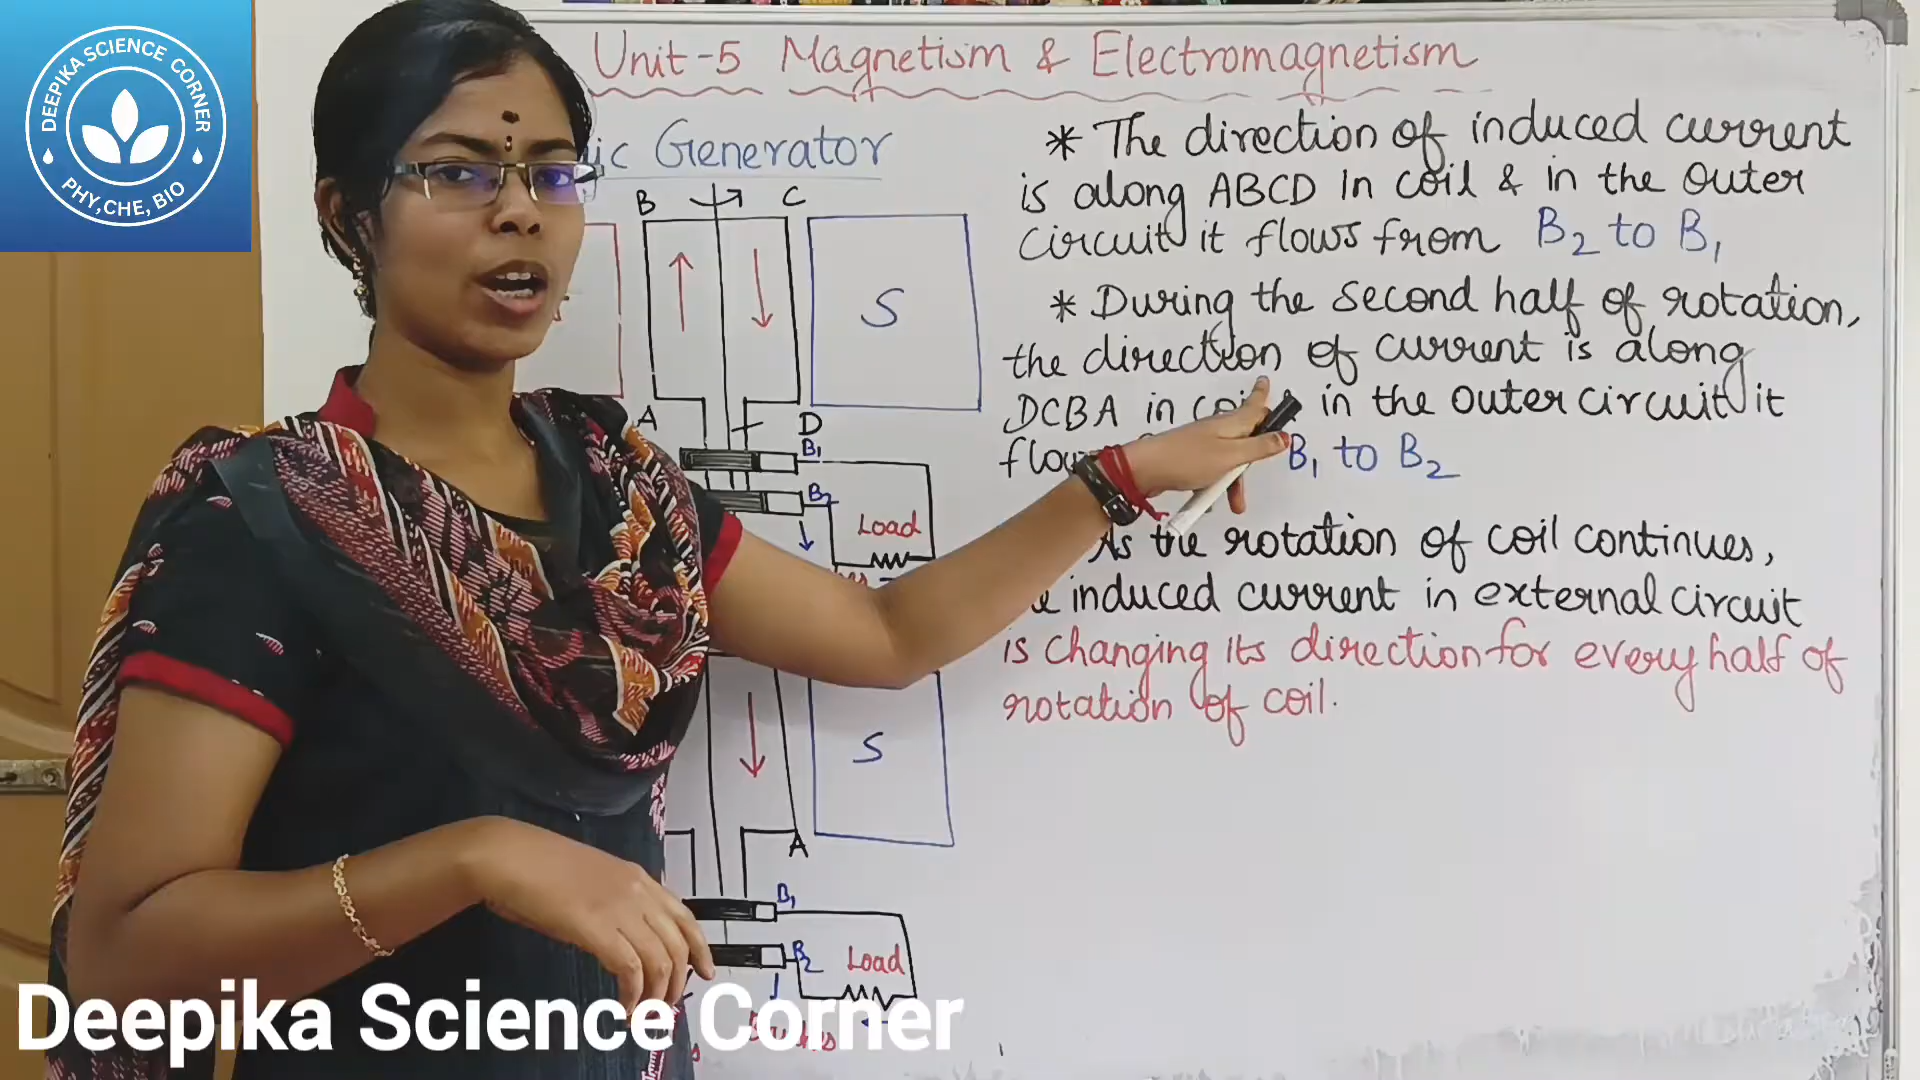 DEEPIKA SCIENCE CORNER
PHY,CHE, BIO
Unit-5 Magnetism & Electromagnetism
Generator
B
C
S
A
D
B1
B2
Load
S
A
B1
B2
Load
* The direction of induced current
is along ABCD in coil & in the outer
circuit it flows from B2 to B1
* During the second half of rotation,
the direction of current is along
DCBA in in the outer circuit it
B1 to B2
As the rotation of coil continues,
induced current in external circuit
is changing its direction for every half of
rotation of coil.
Deepika Science Corner